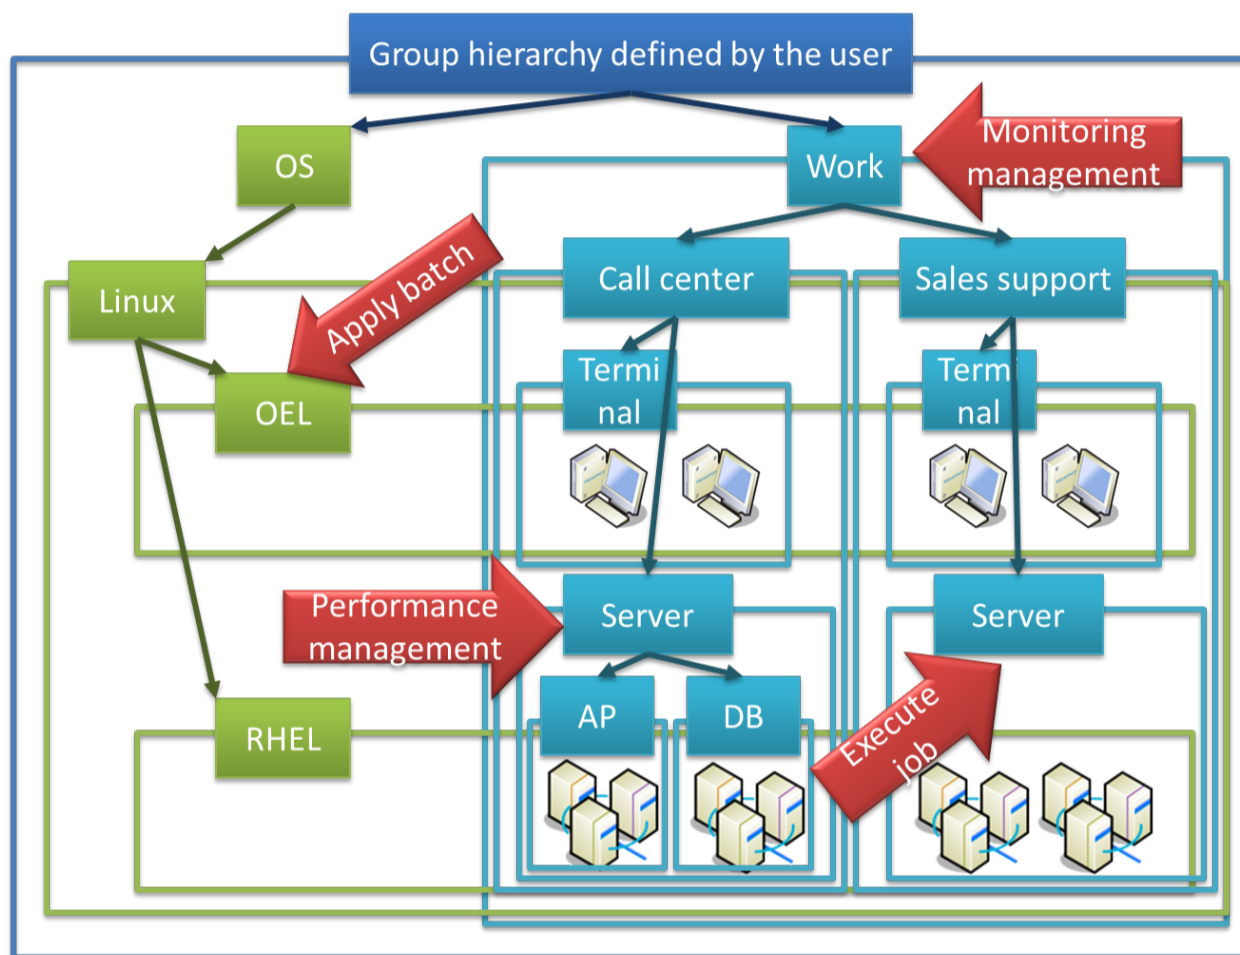 Group hierarchy defined by the user
OS
Work
Monitoring
management
Linux
Apply batch
Call center
Sales support
OEL
Termi
nal
Termi
nal
Performance
management
Server
Server
RHEL
AP
DB
Execute
job